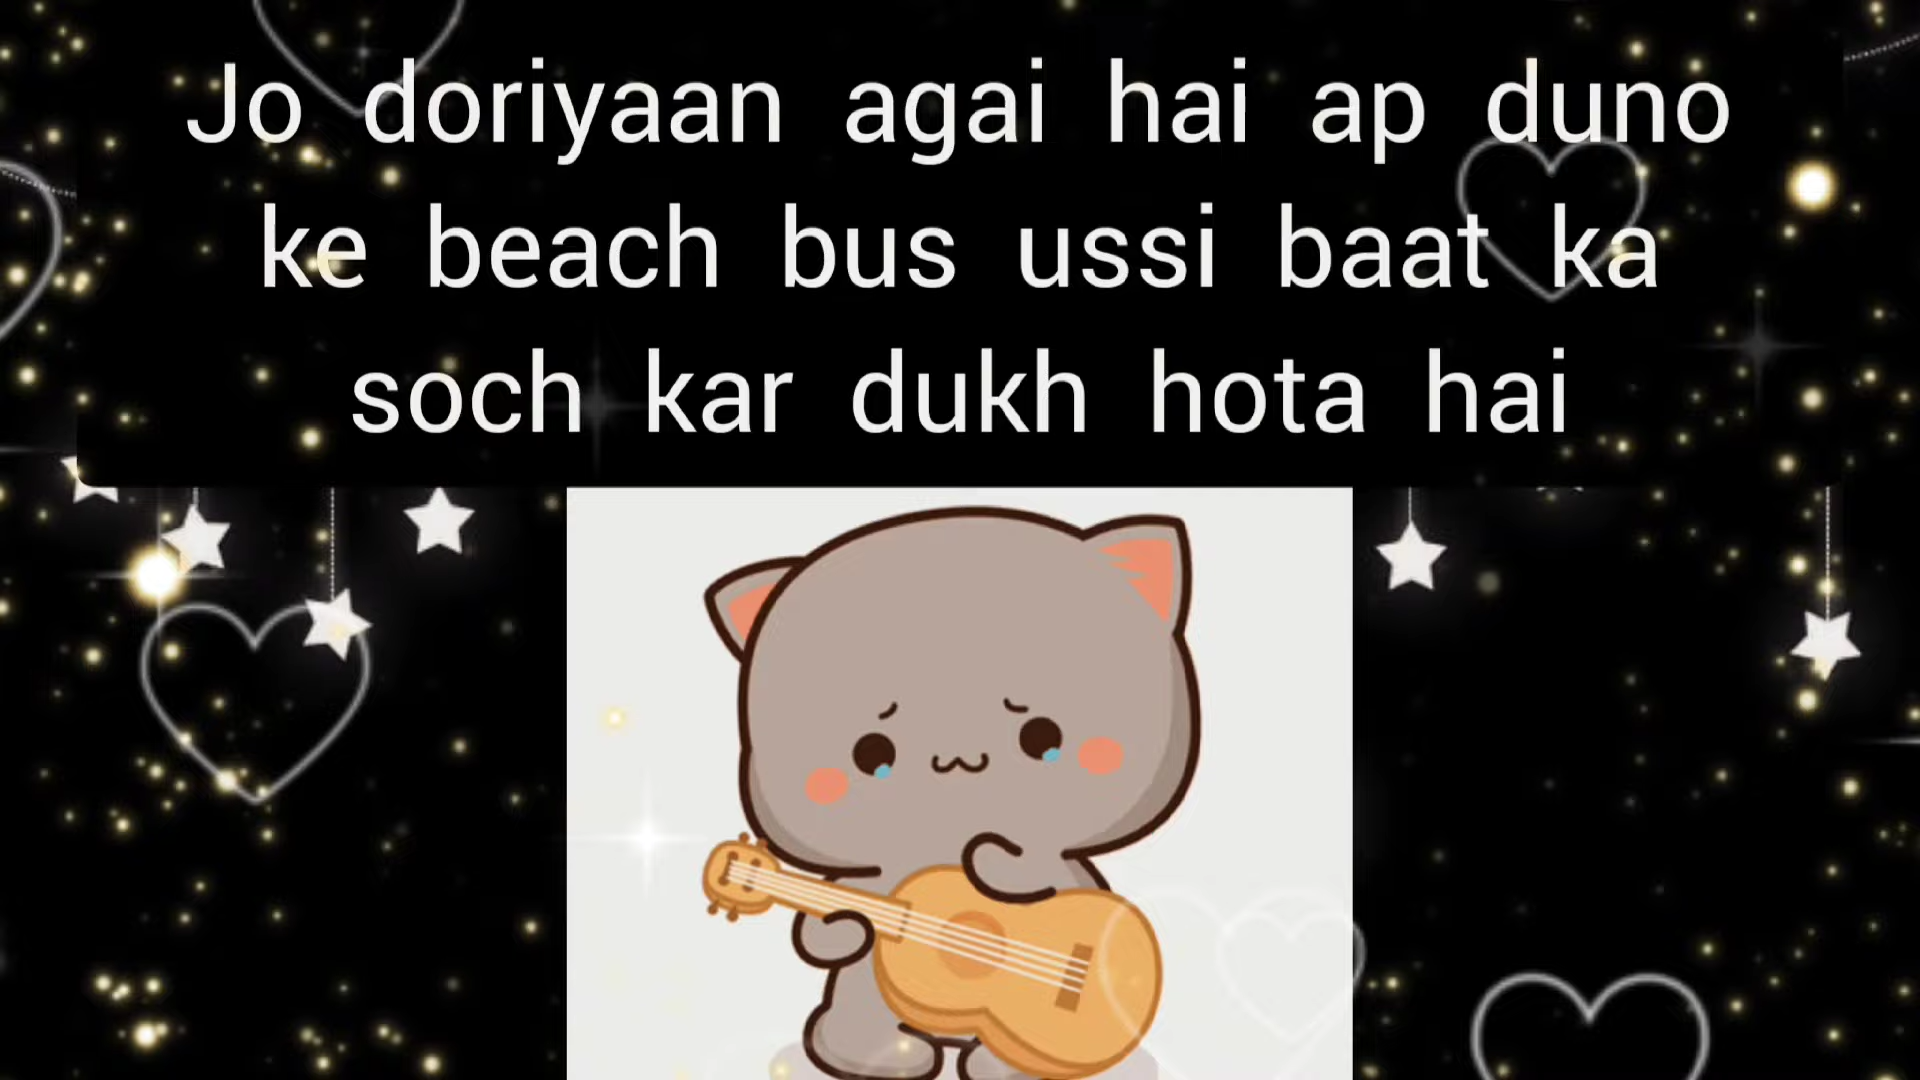 Jo doriyaan agai hai ap duno
ke beach bus ussi baat ka
soch kar dukh hota hai